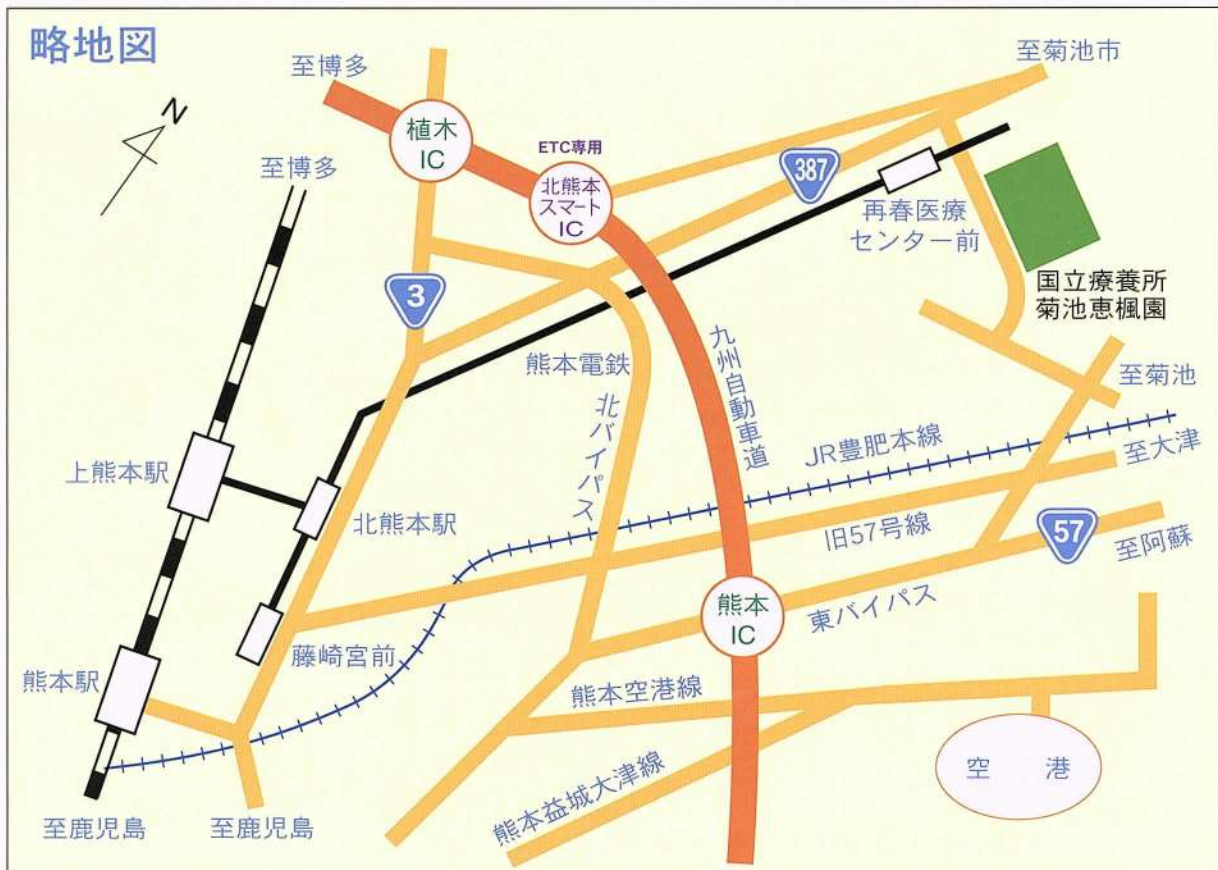 略地図
至博多
至菊池市
N
植木
IC
ETC専用
北熊本
スマート
IC
至博多
387
再春医療
センター前
3
国立療養所
菊池恵楓園
熊本電鉄
九州自動車道
北バイパス
至菊池
JR豊肥本線
至大津
上熊本駅
北熊本駅
旧57号線
57
至阿蘇
熊本
IC
東バイパス
藤崎宮前
熊本駅
熊本空港線
空 港
熊本益城大津線
至鹿児島
至鹿児島